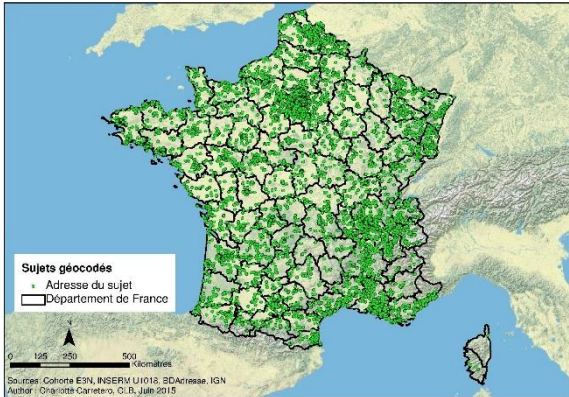 Sujets géocodés
Adresse du sujet
Département de France
0 125 250 500
Kilomètres
Sources: Cohorte E3N, INSERM U1018, BDAdresse, IGN
Author : Charlotte Carretero, CLB, Juin 2015